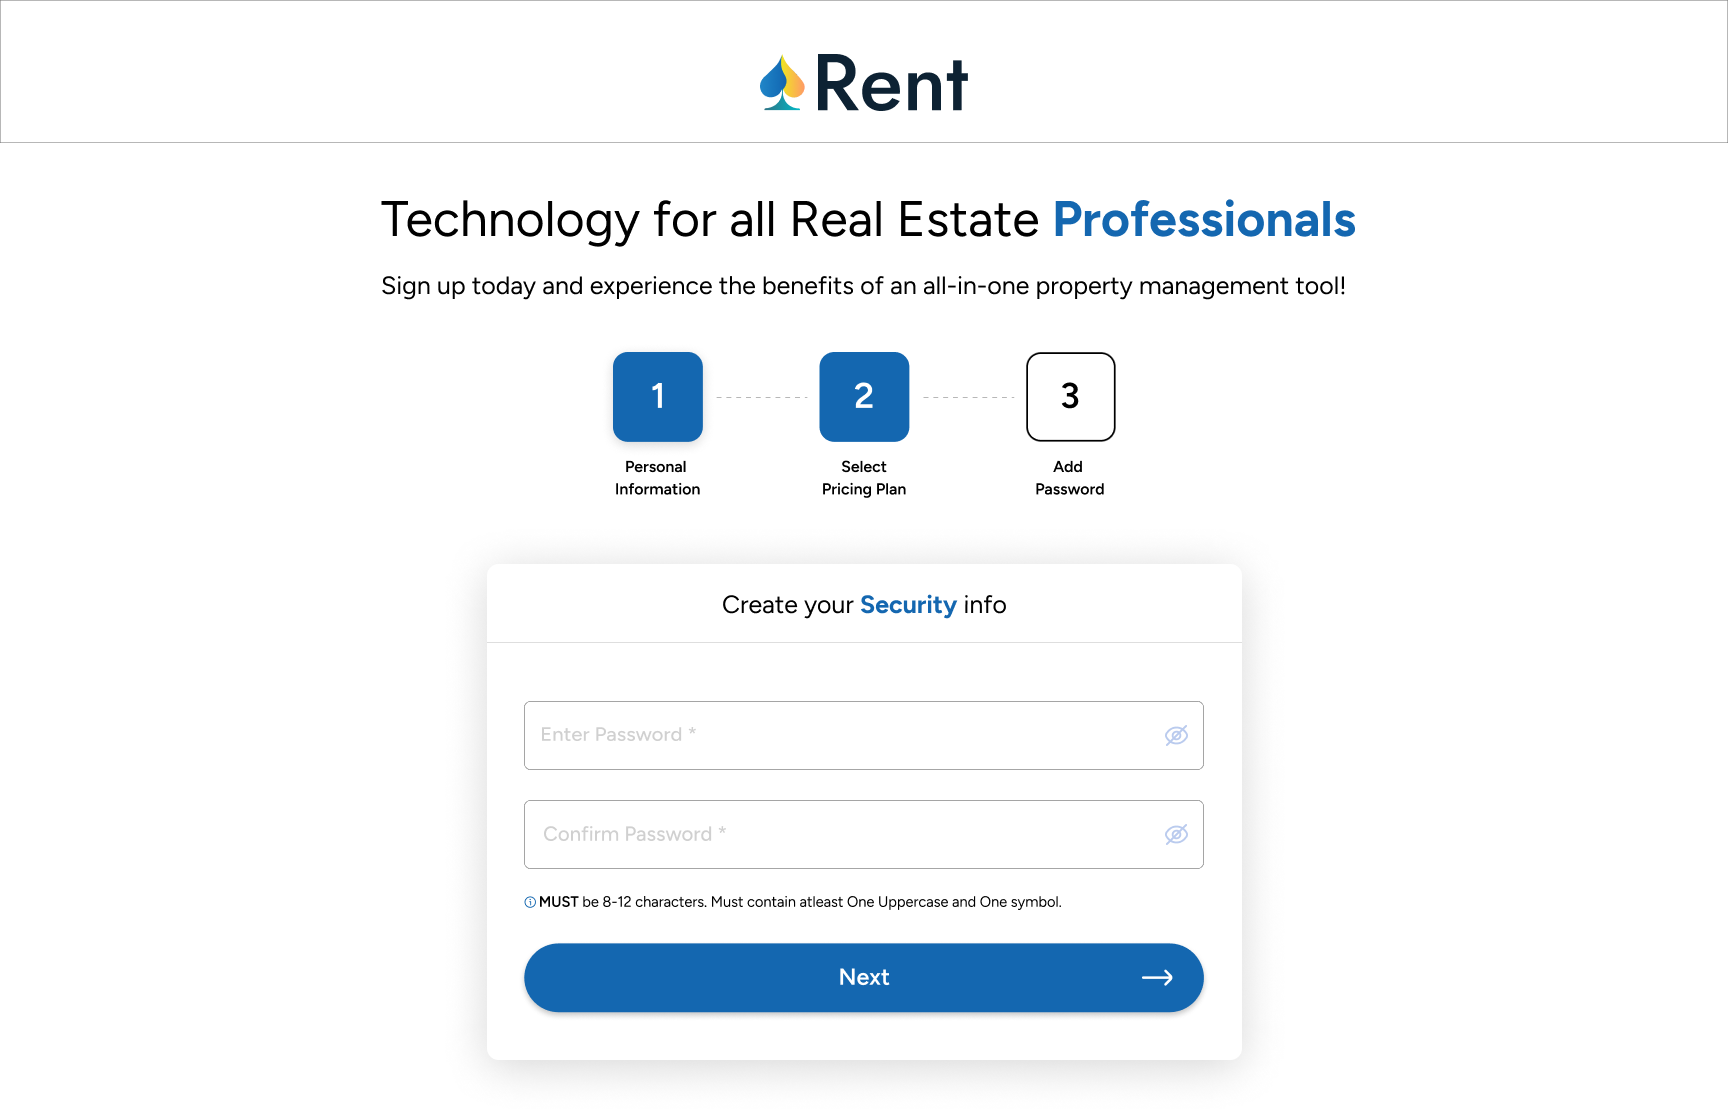 Rent
Technology for all Real Estate Professionals
Sign up today and experience the benefits of an all-in-one property management tool!
1
2
3
Personal
Information
Select
Pricing Plan
Add
Password
Create your Security info
Enter Password *
Confirm Password *
MUST be 8-12 characters. Must contain atleast One Uppercase and One symbol.
Next